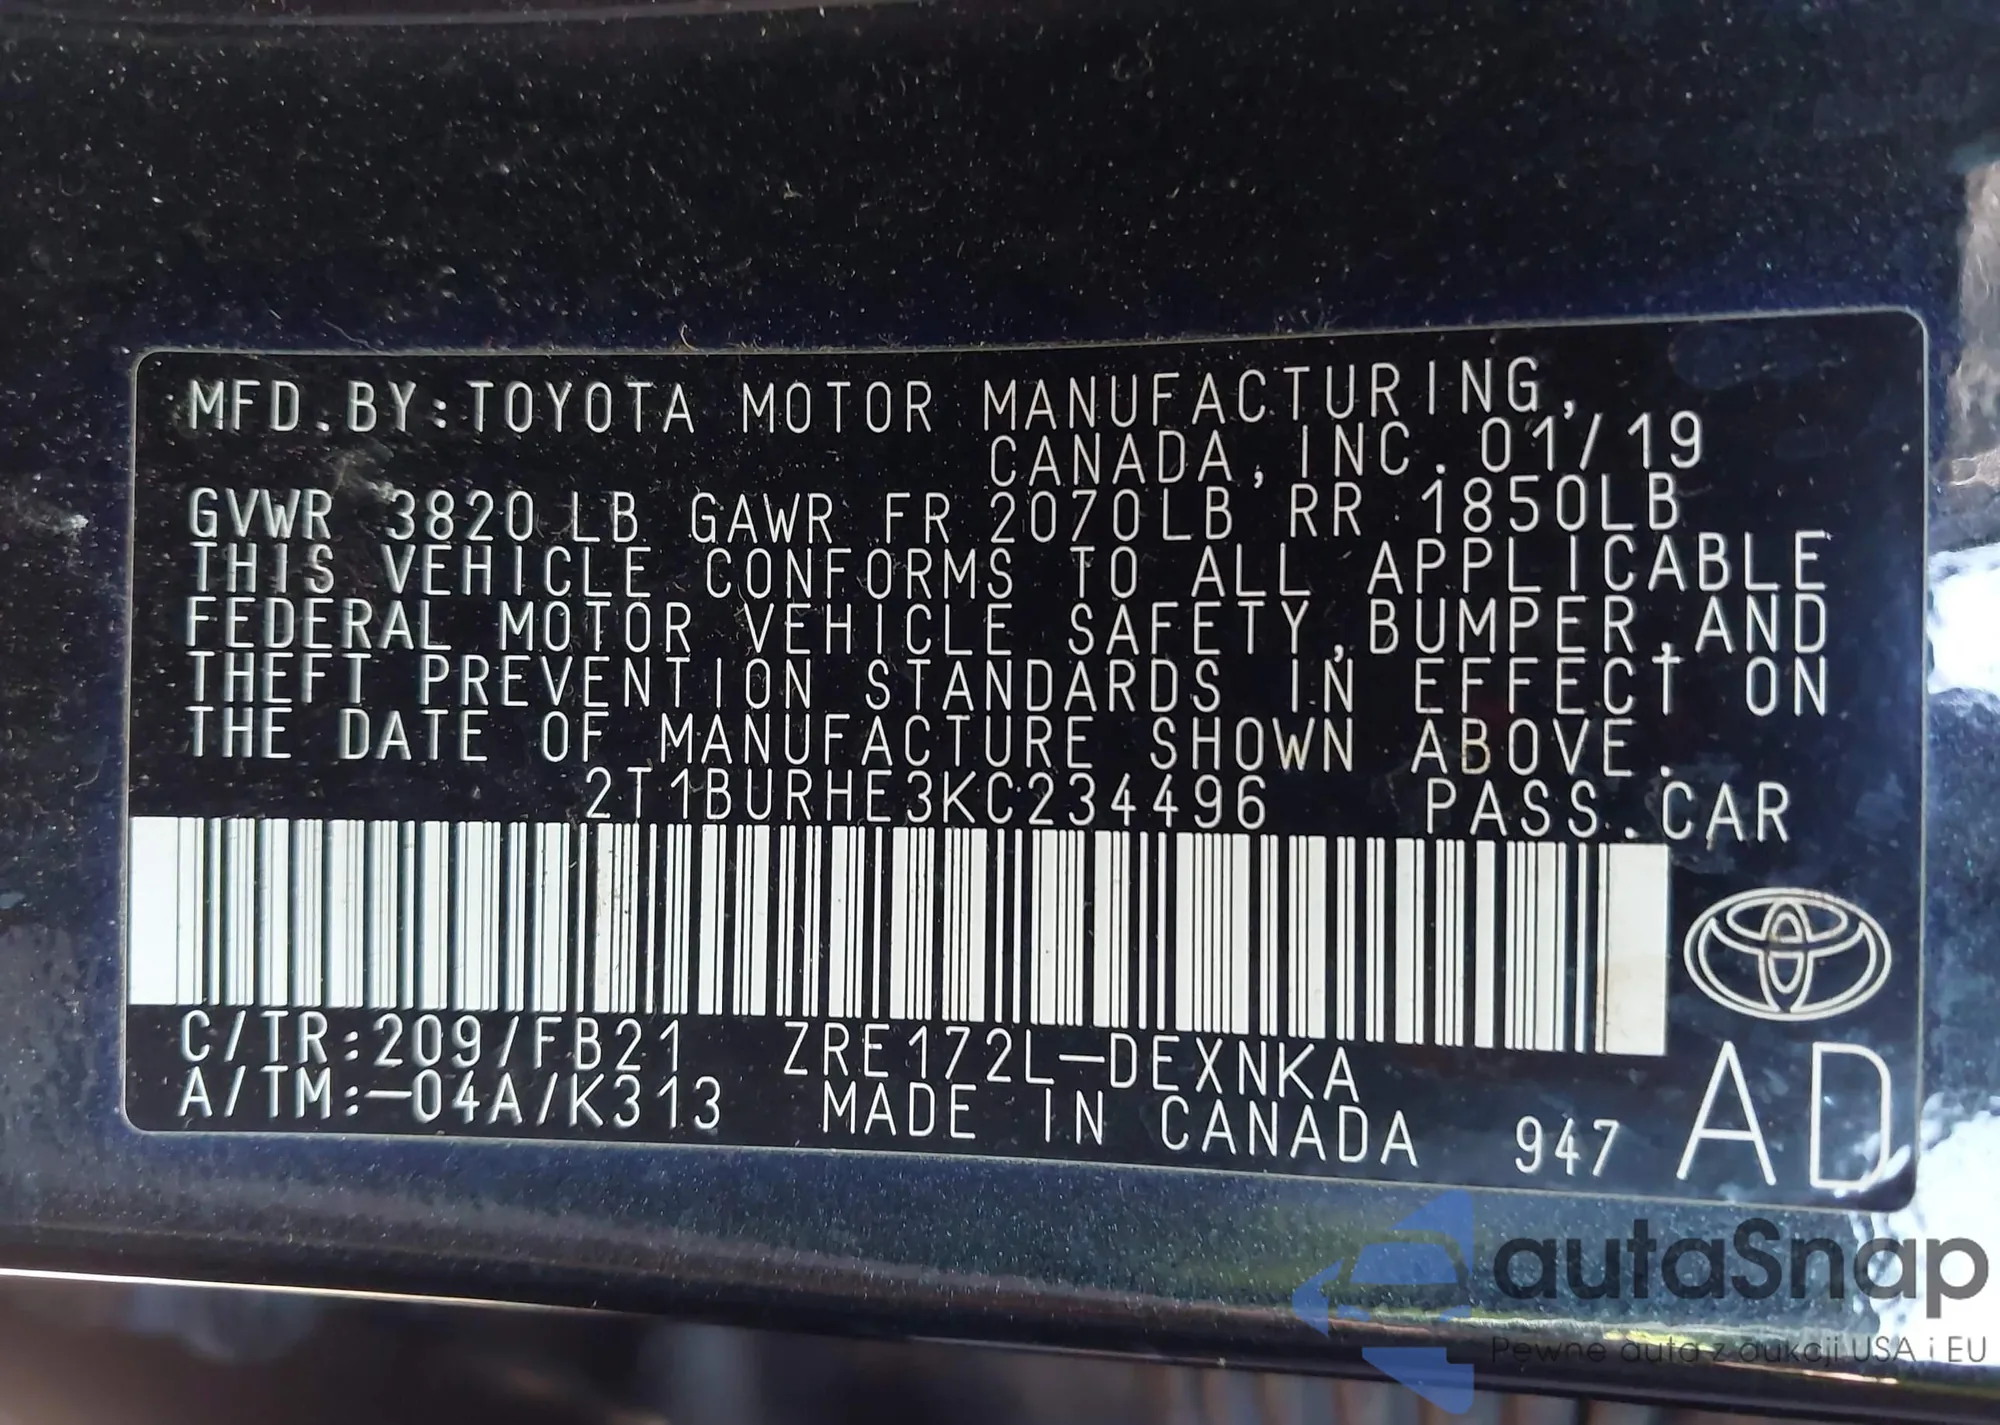 MFD.BY:TOYOTA MOTOR MANUFACTURING,
CANADA,INC. 01/19
GVWR 3820LB GAWR FR 2070LB RR 1850LB
THIS VEHICLE CONFORMS TO ALL APPLICABLE
FEDERAL MOTOR VEHICLE SAFETY,BUMPER,AND
THEFT PREVENTION STANDARDS IN EFFECT ON
THE DATE OF MANUFACTURE SHOWN ABOVE.
2T1BURHE3KC234496 PASS.CAR
C/TR:209/FB21 ZRE172L-DEXNKA
A/TM:-04A/K313 MADE IN CANADA 947 AD
autaSnap
Pewne auta z aukcji USA i EU